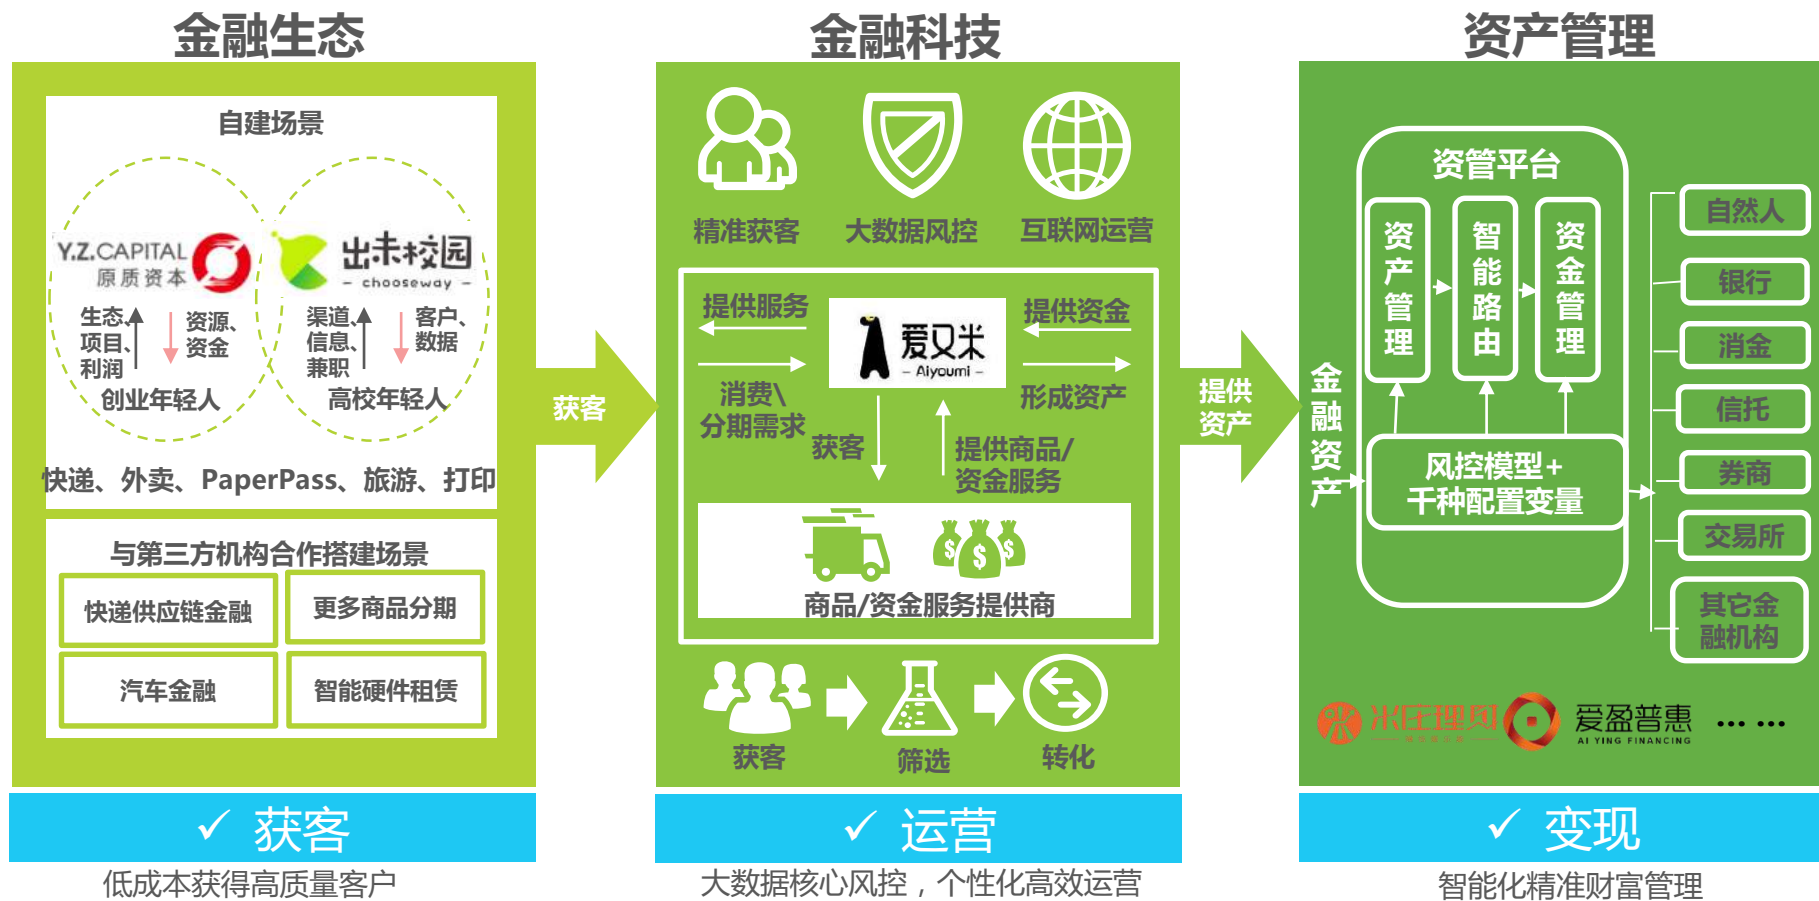 金融生态
自建场景
Y.Z.CAPITAL
原质资本
出未校园
- chooseway -
生态、
项目、
利润
资源、
资金
渠道、
信息、
兼职
客户、
数据
创业年轻人
高校年轻人
快递、外卖、PaperPass、旅游、打印
与第三方机构合作搭建场景
快递供应链金融
更多商品分期
汽车金融
智能硬件租赁
✓ 获客
低成本获得高质量客户
获客
金融科技
精准获客
大数据风控
互联网运营
提供服务
爱又米
- Aiyoumi -
提供资金
消费\
分期需求
形成资产
获客
提供商品/
资金服务
$ $ $
商品/资金服务提供商
获客
筛选
转化
✓ 运营
大数据核心风控，个性化高效运营
提供
资产
资产管理
金融资产
资管平台
资产管理
智能路由
资金管理
风控模型+
千种配置变量
自然人
银行
消金
信托
券商
交易所
其它金
融机构
米庄理财
爱盈普惠
AI YING FINANCING
... ...
✓ 变现
智能化精准财富管理